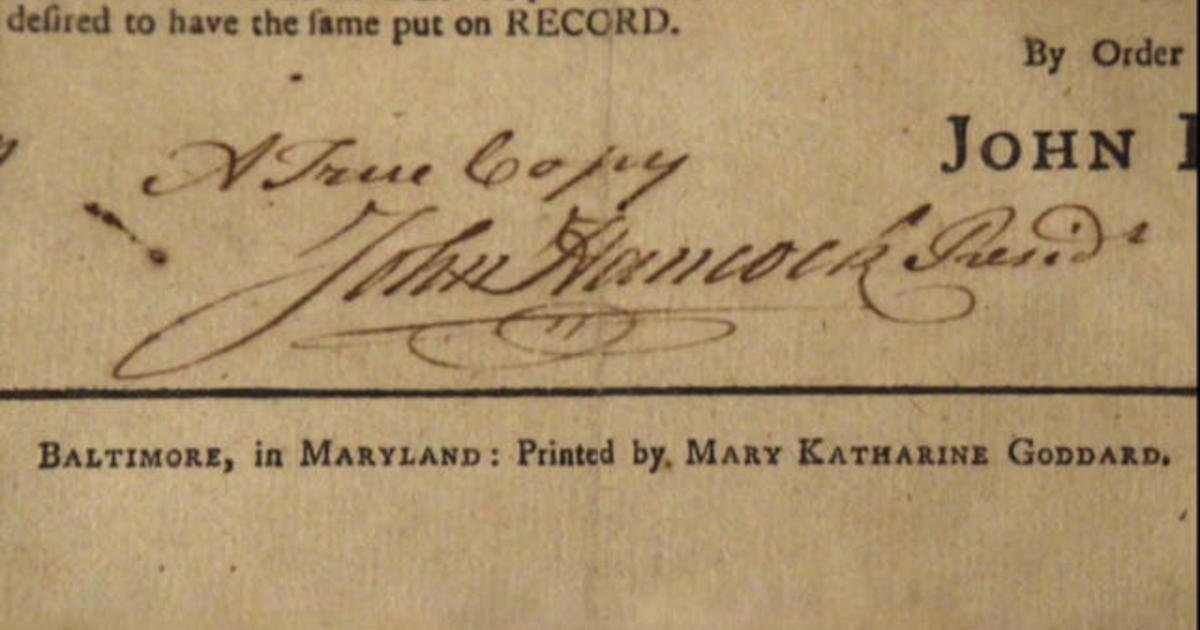 deſired to have the ſame put on RECORD.
By Order
JOHN
A True Copy
John Hancock Presidt
BALTIMORE, in MARYLAND: Printed by MARY KATHARINE GODDARD.